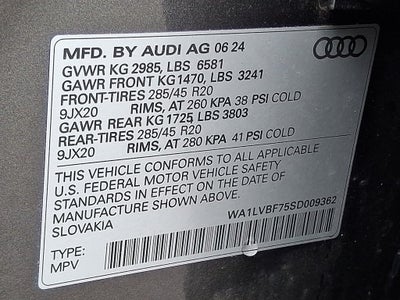 MFD. BY AUDI AG 06 24
GVWR KG 2985, LBS 6581
GAWR FRONT KG1470, LBS 3241
FRONT-TIRES 285/45 R20
9JX20 RIMS, AT 260 KPA 38 PSI COLD
GAWR REAR KG 1725, LBS 3803
REAR-TIRES 285/45 R20
9JX20 RIMS, AT 280 KPA 41 PSI COLD
THIS VEHICLE CONFORMS TO ALL APPLICABLE
U.S. FEDERAL MOTOR VEHICLE SAFETY
STANDARDS IN EFFECT ON THE DATE OF
MANUFACTURE SHOWN ABOVE.
SLOVAKIA WA1LVBF75SD009362
TYPE:
MPV